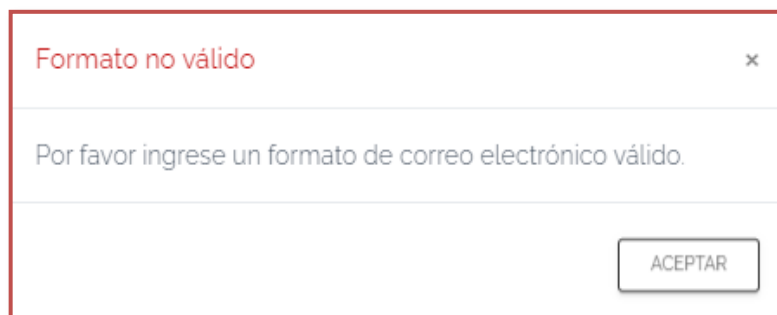 Formato no válido ×
Por favor ingrese un formato de correo electrónico válido.
ACEPTAR